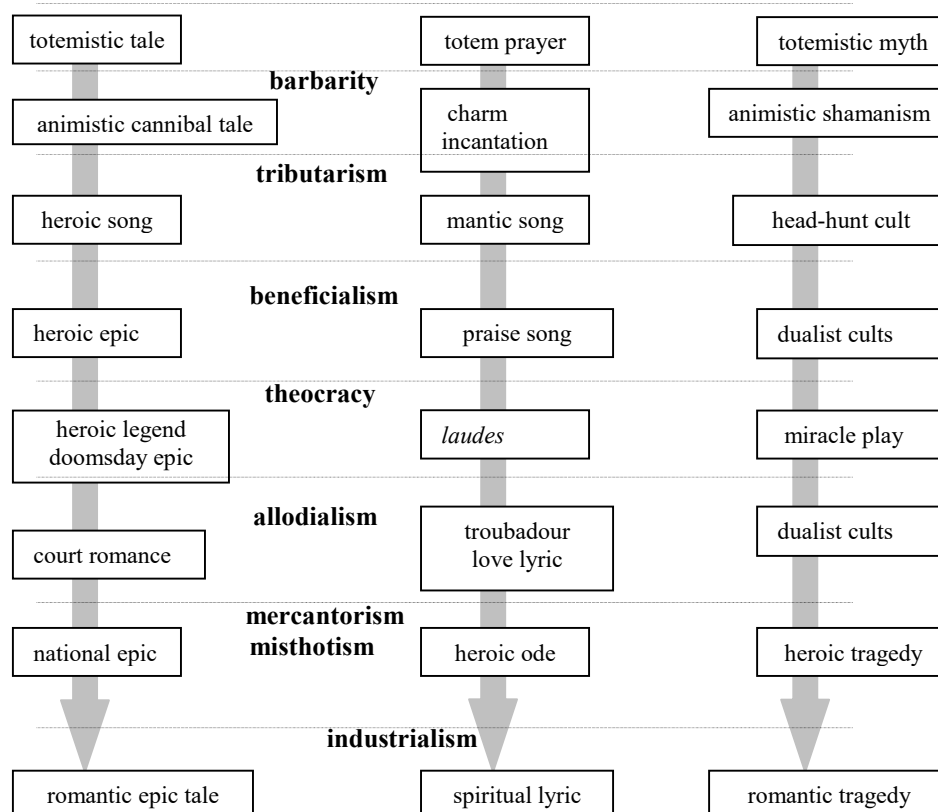 totemistic tale
totem prayer
totemistic myth
barbarity
animistic cannibal tale
charm
incantation
animistic shamanism
tributarism
heroic song
mantic song
head-hunt cult
beneficialism
heroic epic
praise song
dualist cults
theocracy
heroic legend
doomsday epic
laudes
miracle play
allodialism
court romance
troubadour
love lyric
dualist cults
mercantorism
misthotism
national epic
heroic ode
heroic tragedy
industrialism
romantic epic tale
spiritual lyric
romantic tragedy